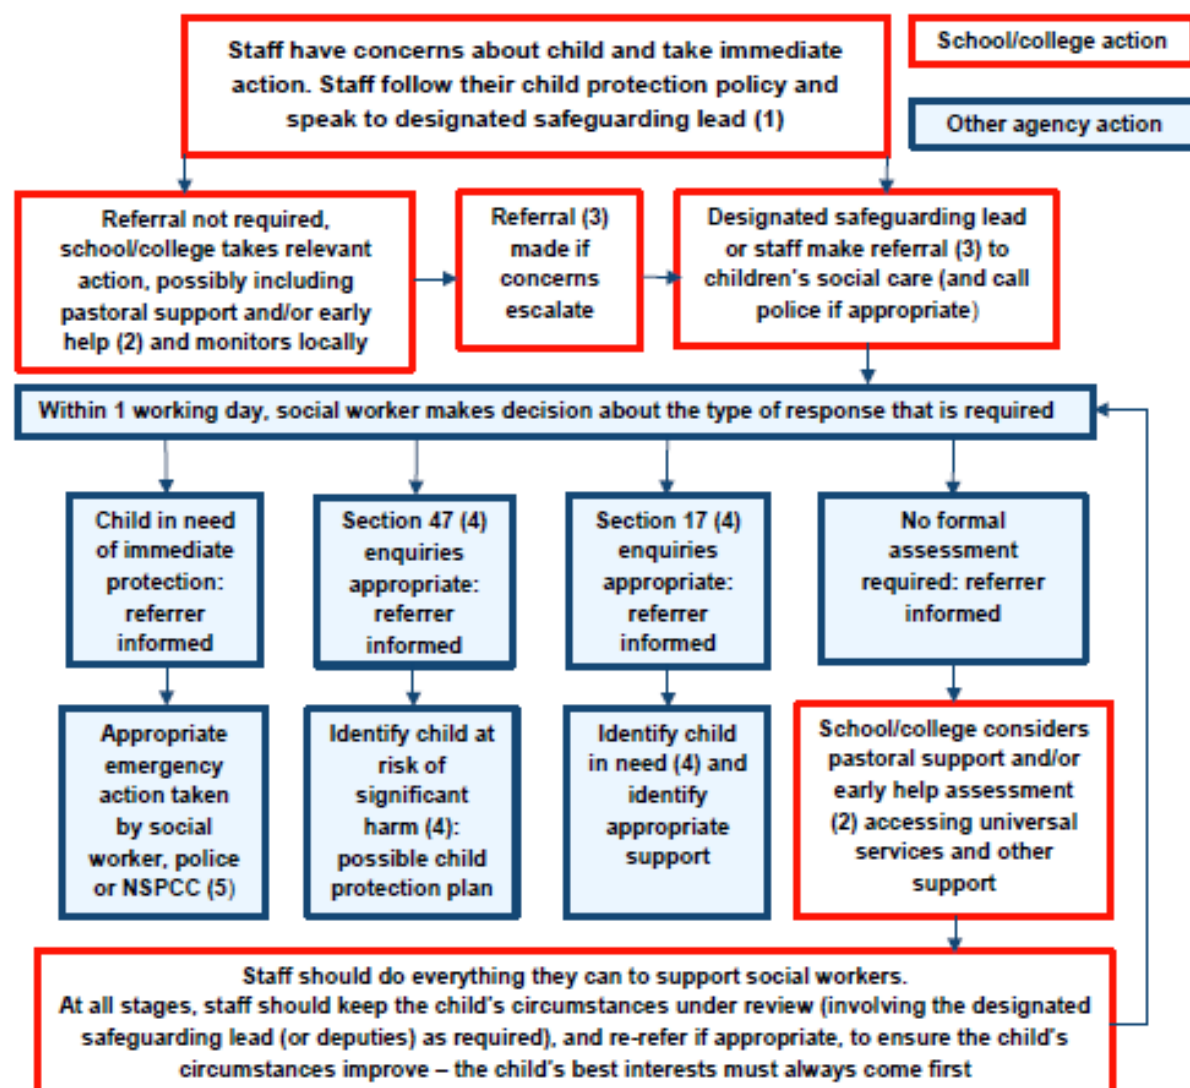 Staff have concerns about child and take immediate
action. Staff follow their child protection policy and
speak to designated safeguarding lead (1)
School/college action
Other agency action
Referral not required,
school/college takes relevant
action, possibly including
pastoral support and/or early
help (2) and monitors locally
Referral (3)
made if
concerns
escalate
Designated safeguarding lead
or staff make referral (3) to
children's social care (and call
police if appropriate)
Within 1 working day, social worker makes decision about the type of response that is required
Child in need
of immediate
protection:
referrer
informed
Section 47 (4)
enquiries
appropriate:
referrer
informed
Section 17 (4)
enquiries
appropriate:
referrer
informed
No formal
assessment
required: referrer
informed
Appropriate
emergency
action taken
by social
worker, police
or NSPCC (5)
Identify child at
risk of
significant
harm (4):
possible child
protection plan
Identify child
in need (4) and
identify
appropriate
support
School/college considers
pastoral support and/or
early help assessment
(2) accessing universal
services and other
support
Staff should do everything they can to support social workers.
At all stages, staff should keep the child's circumstances under review (involving the designated
safeguarding lead (or deputies) as required), and re-refer if appropriate, to ensure the child's
circumstances improve – the child's best interests must always come first